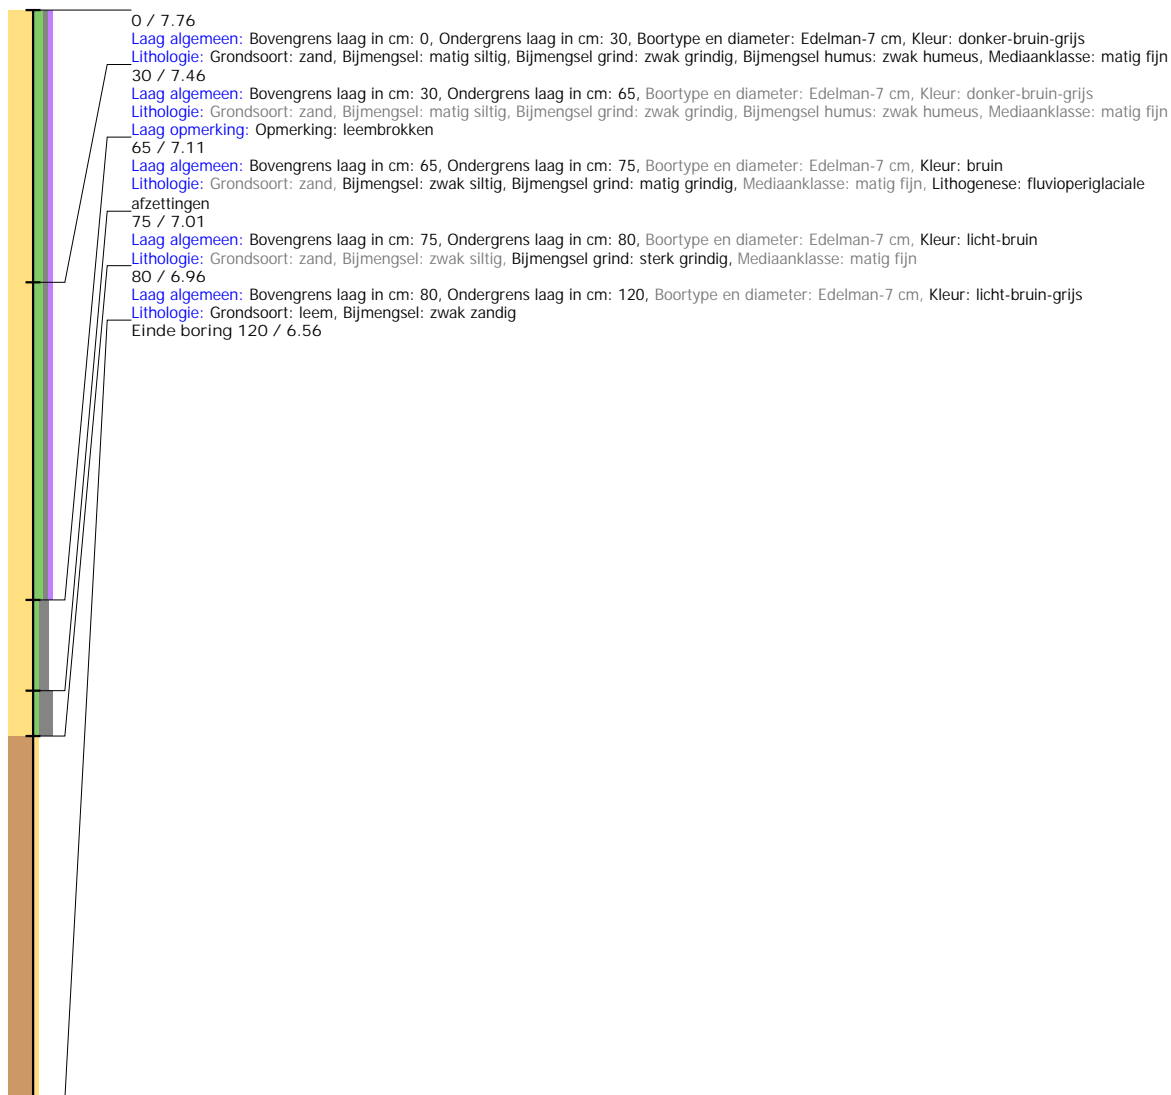 0 / 7.76
Laag algemeen: Bovengrens laag in cm: 0, Ondergrens laag in cm: 30, Boortype en diameter: Edelman-7 cm, Kleur: donker-bruin-grijs
Lithologie: Grondsoort: zand, Bijmengsel: matig siltig, Bijmengsel grind: zwak grindig, Bijmengsel humus: zwak humeus, Mediaanklasse: matig fijn
30 / 7.46
Laag algemeen: Bovengrens laag in cm: 30, Ondergrens laag in cm: 65, Boortype en diameter: Edelman-7 cm, Kleur: donker-bruin-grijs
Lithologie: Grondsoort: zand, Bijmengsel: matig siltig, Bijmengsel grind: zwak grindig, Bijmengsel humus: zwak humeus, Mediaanklasse: matig fijn
Laag opmerking: Opmerking: leembrokken
65 / 7.11
Laag algemeen: Bovengrens laag in cm: 65, Ondergrens laag in cm: 75, Boortype en diameter: Edelman-7 cm, Kleur: bruin
Lithologie: Grondsoort: zand, Bijmengsel: zwak siltig, Bijmengsel grind: matig grindig, Mediaanklasse: matig fijn, Lithogenese: fluvioperiglaciale
afzettingen
75 / 7.01
Laag algemeen: Bovengrens laag in cm: 75, Ondergrens laag in cm: 80, Boortype en diameter: Edelman-7 cm, Kleur: licht-bruin
Lithologie: Grondsoort: zand, Bijmengsel: zwak siltig, Bijmengsel grind: sterk grindig, Mediaanklasse: matig fijn
80 / 6.96
Laag algemeen: Bovengrens laag in cm: 80, Ondergrens laag in cm: 120, Boortype en diameter: Edelman-7 cm, Kleur: licht-bruin-grijs
Lithologie: Grondsoort: leem, Bijmengsel: zwak zandig
Einde boring 120 / 6.56